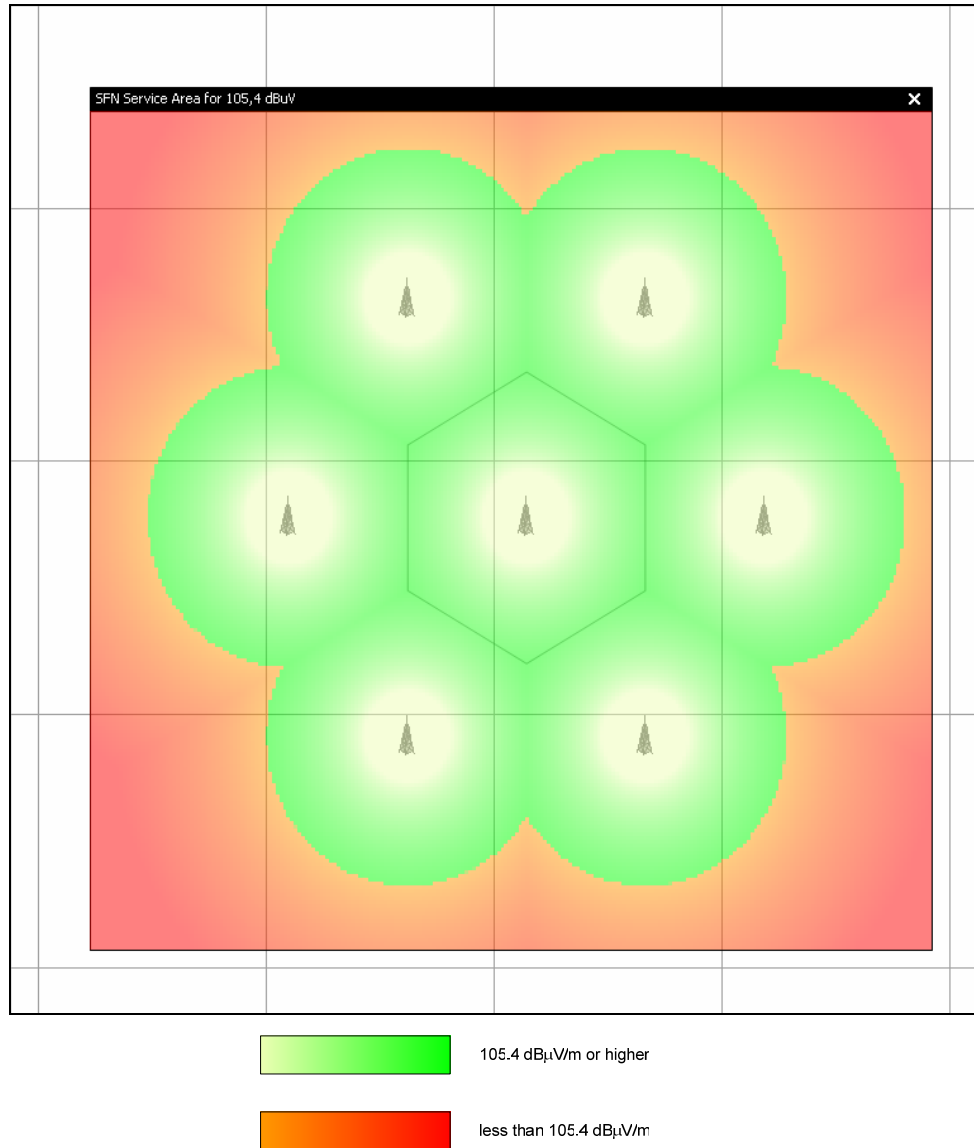 SFN Service Area for 105,4 dBuV
105.4 dBµV/m or higher
less than 105.4 dBµV/m